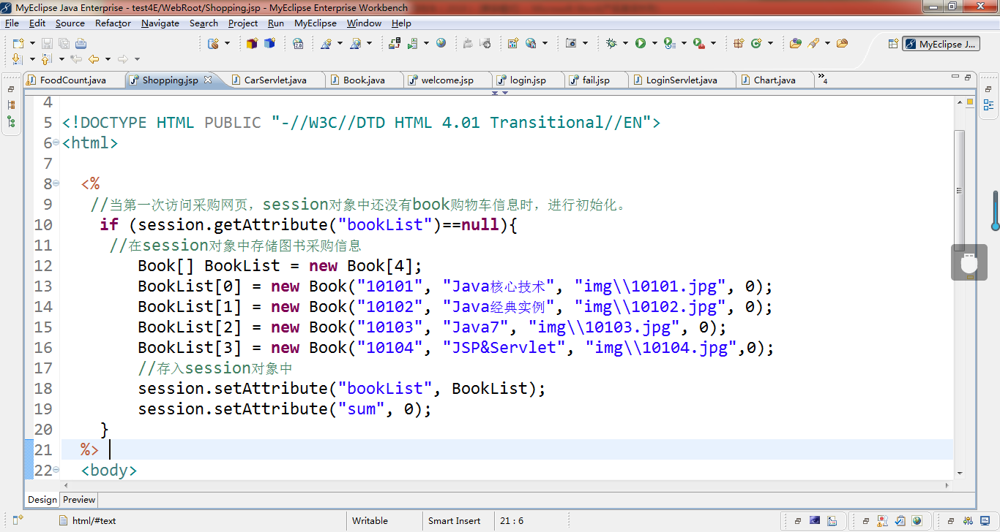 MyEclipse Java Enterprise - test4E/WebRoot/Shopping.jsp - MyEclipse Enterprise Workbench
File Edit Source Refactor Navigate Search Project Run MyEclipse Window Help
MyEclipse J...
FoodCount.java Shopping.jsp CarServlet.java Book.java welcome.jsp login.jsp fail.jsp LoginServlet.java Chart.java »4
4
5 <!DOCTYPE HTML PUBLIC "-//W3C//DTD HTML 4.01 Transitional//EN">
6 <html>
7
8 <%
9 //当第一次访问采购网页，session对象中还没有book购物车信息时，进行初始化。
10 if (session.getAttribute("bookList")==null){
11 //在session对象中存储图书采购信息
12 Book[] BookList = new Book[4];
13 BookList[0] = new Book("10101", "Java核心技术", "img\\10101.jpg", 0);
14 BookList[1] = new Book("10102", "Java经典实例", "img\\10102.jpg", 0);
15 BookList[2] = new Book("10103", "Java7", "img\\10103.jpg", 0);
16 BookList[3] = new Book("10104", "JSP&Servlet", "img\\10104.jpg",0);
17 //存入session对象中
18 session.setAttribute("bookList", BookList);
19 session.setAttribute("sum", 0);
20 }
21 %>
22 <body>
Design Preview
html/#text Writable Smart Insert 21 : 6